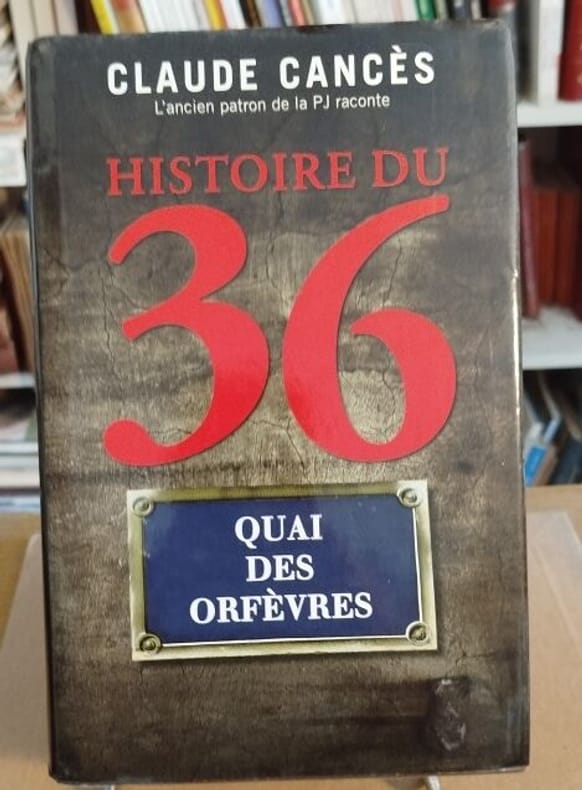 CLAUDE CANCÈS
L'ancien patron de la PJ raconte
HISTOIRE DU
36
QUAI
DES
ORFÈVRES